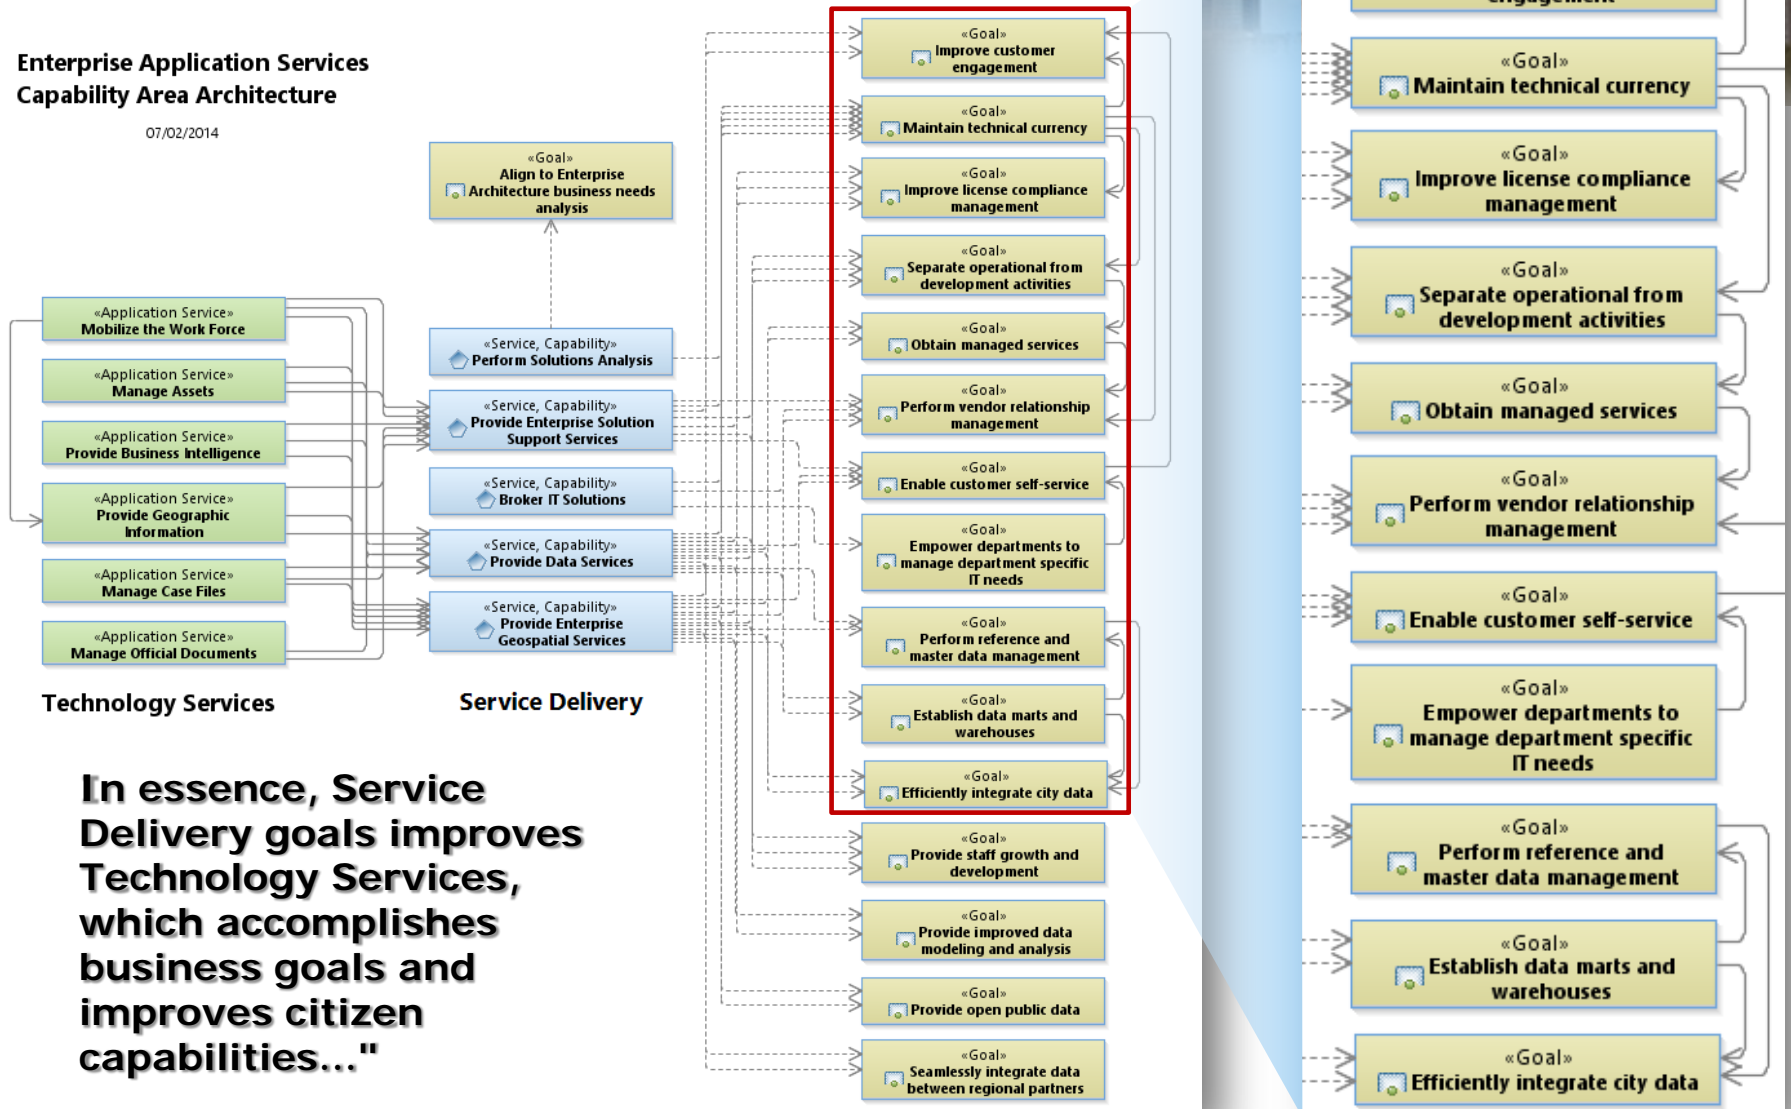 Enterprise Application Services
Capability Area Architecture
07/02/2014
«Goal»
Align to Enterprise
Architecture business needs
analysis
«Application Service»
Mobilize the Work Force
«Application Service»
Manage Assets
«Application Service»
Provide Business Intelligence
«Application Service»
Provide Geographic
Information
«Application Service»
Manage Case Files
«Application Service»
Manage Official Documents
Technology Services
«Service, Capability»
Perform Solutions Analysis
«Service, Capability»
Provide Enterprise Solution
Support Services
«Service, Capability»
Broker IT Solutions
«Service, Capability»
Provide Data Services
«Service, Capability»
Provide Enterprise
Geospatial Services
Service Delivery
In essence, Service
Delivery goals improves
Technology Services,
which accomplishes
business goals and
improves citizen
capabilities..."
«Goal»
Improve customer
engagement
«Goal»
Maintain technical currency
«Goal»
Improve license compliance
management
«Goal»
Separate operational from
development activities
«Goal»
Obtain managed services
«Goal»
Perform vendor relationship
management
«Goal»
Enable customer self-service
«Goal»
Empower departments to
manage department specific
IT needs
«Goal»
Perform reference and
master data management
«Goal»
Establish data marts and
warehouses
«Goal»
Efficiently integrate city data
«Goal»
Provide staff growth and
development
«Goal»
Provide improved data
modeling and analysis
«Goal»
Provide open public data
«Goal»
Seamlessly integrate data
between regional partners
engagement
«Goal»
Maintain technical currency
«Goal»
Improve license compliance
management
«Goal»
Separate operational from
development activities
«Goal»
Obtain managed services
«Goal»
Perform vendor relationship
management
«Goal»
Enable customer self-service
«Goal»
Empower departments to
manage department specific
IT needs
«Goal»
Perform reference and
master data management
«Goal»
Establish data marts and
warehouses
«Goal»
Efficiently integrate city data